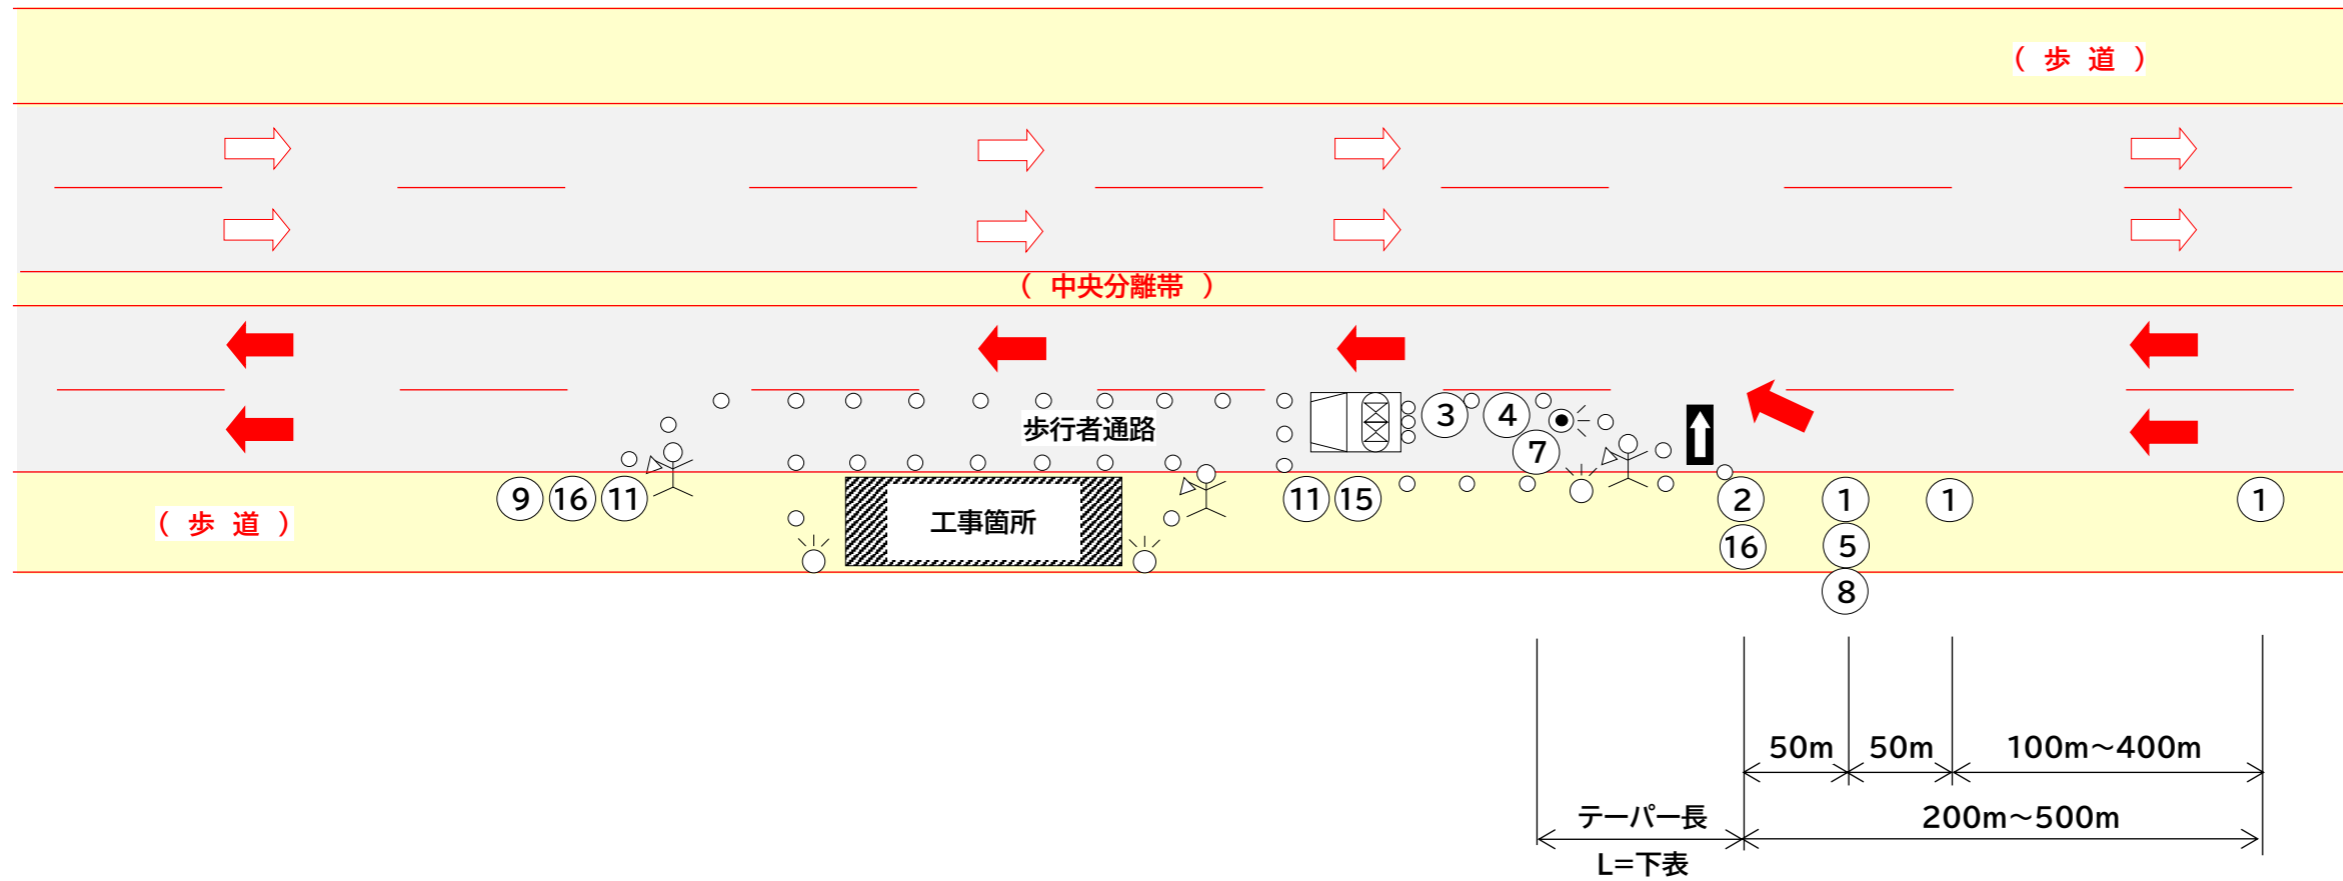 （ 歩 道 ）
（ 中央分離帯 ）
歩行者通路
3
4
7
9
16
11
11
15
2
1
1
1
（ 歩 道 ）
工事箇所
16
5
8
50m
50m
100m～400m
テーパー長
200m～500m
L=下表